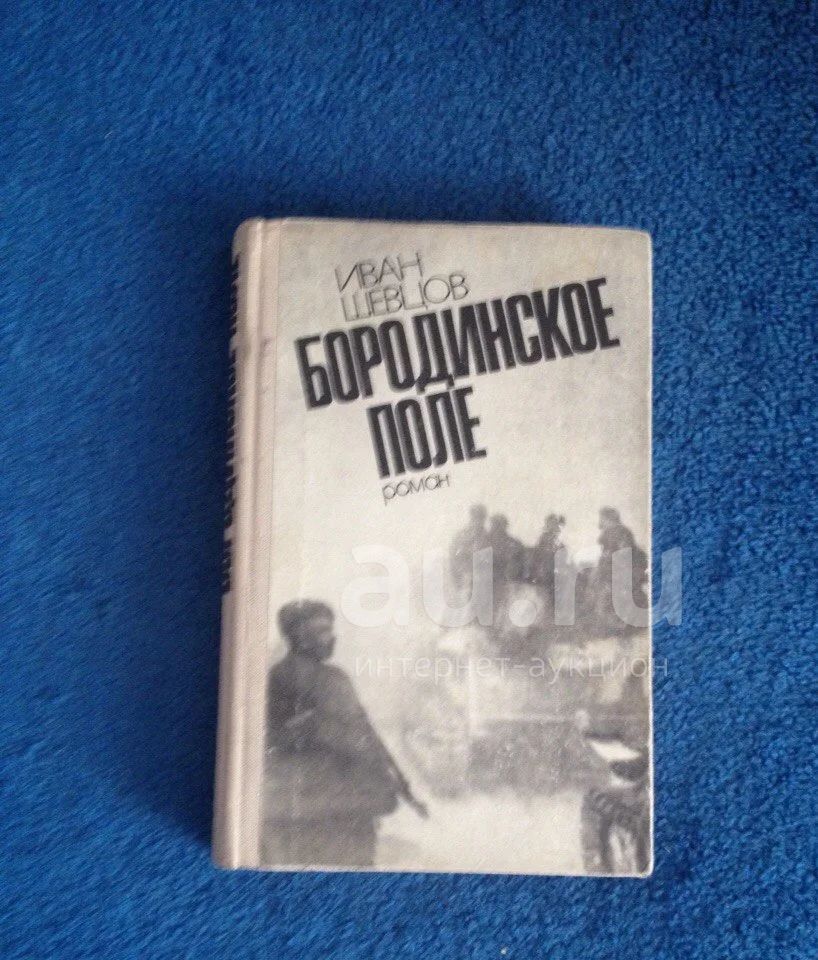 ИВАН
ШЕВЦОВ
БОРОДИНСКОЕ
ПОЛЕ
роман
au.ru
интернет-аукцион